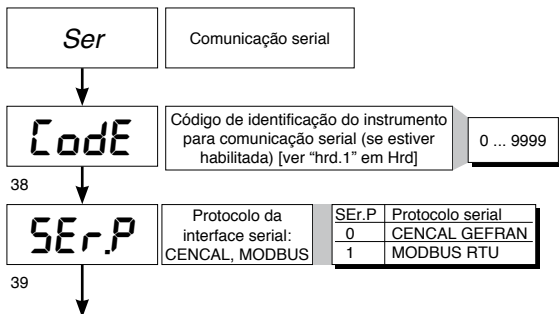 Ser
Comunicação serial
CodE
Código de identificação do instrumento
para comunicação serial (se estiver
habilitada) [ver “hrd.1” em Hrd]
0 ... 9999
38
SEr.P
Protocolo da
interface serial:
CENCAL, MODBUS
SEr.P Protocolo serial
0 CENCAL GEFRAN
1 MODBUS RTU
39